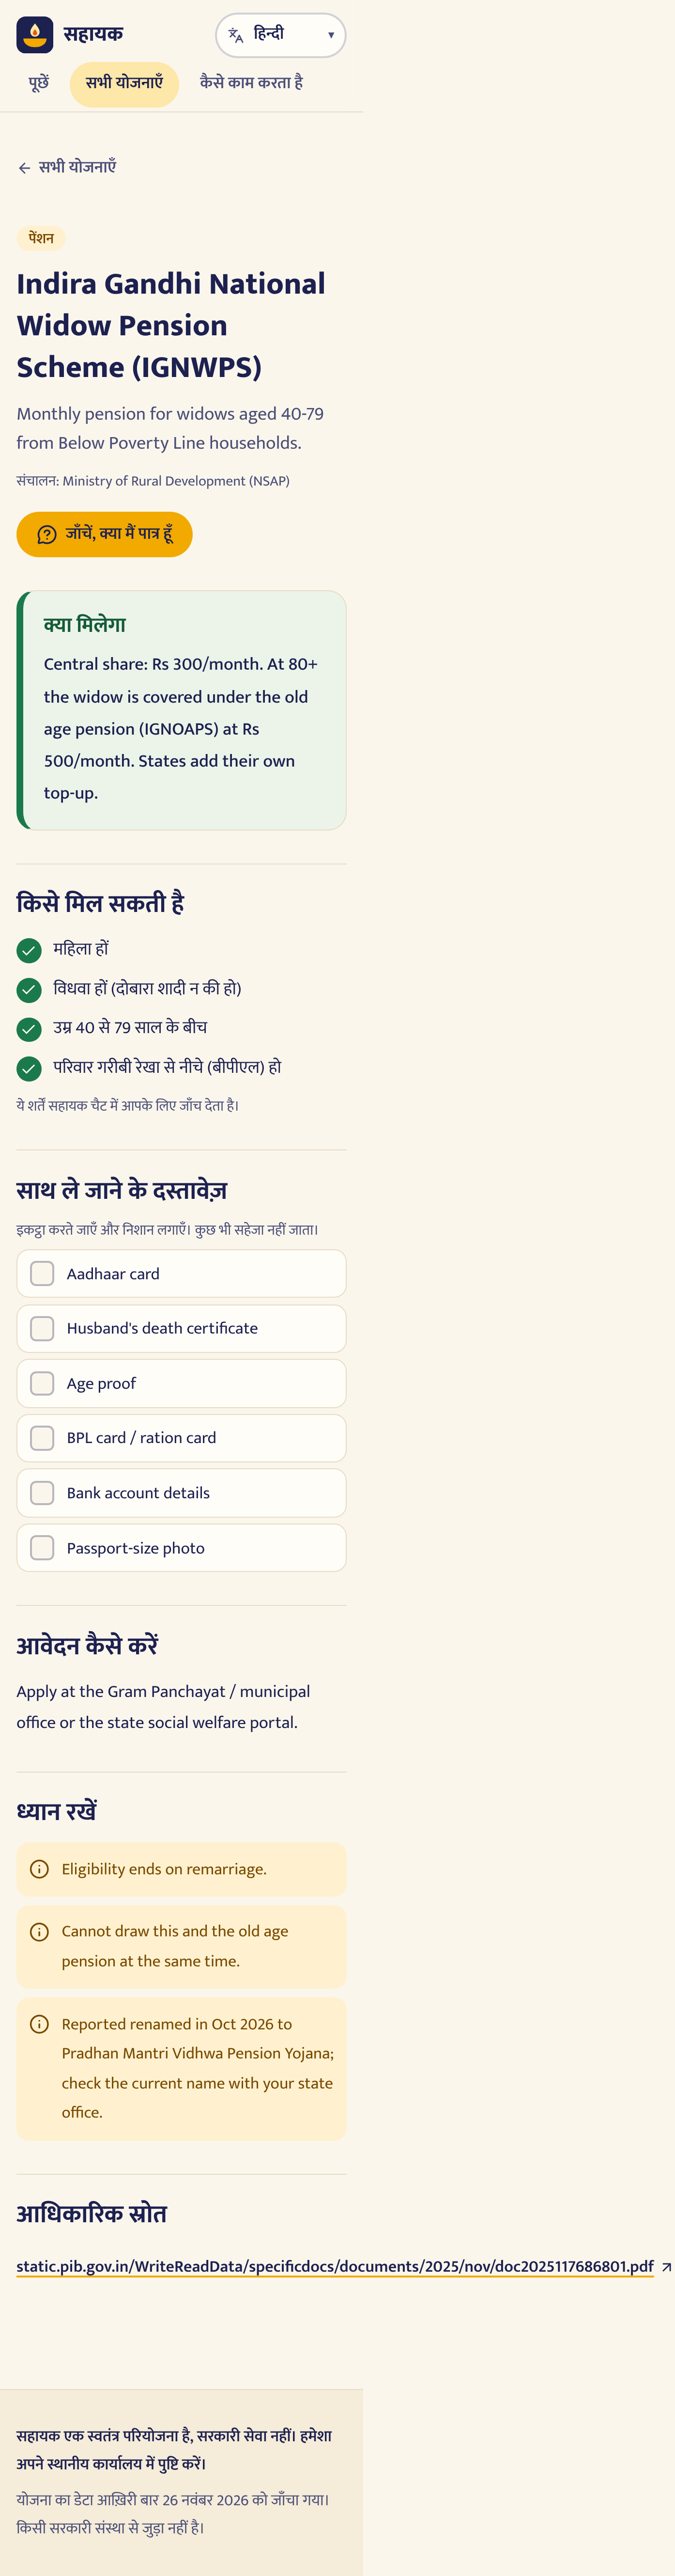 सहायक
हिन्दी
पूछें सभी योजनाएँ कैसे काम करता है
← सभी योजनाएँ
पेंशन
Indira Gandhi National
Widow Pension
Scheme (IGNWPS)
Monthly pension for widows aged 40-79
from Below Poverty Line households.
संचालन: Ministry of Rural Development (NSAP)
जाँचें, क्या मैं पात्र हूँ
क्या मिलेगा
Central share: Rs 300/month. At 80+
the widow is covered under the old
age pension (IGNOAPS) at Rs
500/month. States add their own
top-up.
किसे मिल सकती है
महिला हों
विधवा हों (दोबारा शादी न की हो)
उम्र 40 से 79 साल के बीच
परिवार गरीबी रेखा से नीचे (बीपीएल) हो
ये शर्तें सहायक चैट में आपके लिए जाँच देता है।
साथ ले जाने के दस्तावेज़
इकट्ठा करते जाएँ और निशान लगाएँ। कुछ भी सहेजा नहीं जाता।
Aadhaar card
Husband's death certificate
Age proof
BPL card / ration card
Bank account details
Passport-size photo
आवेदन कैसे करें
Apply at the Gram Panchayat / municipal
office or the state social welfare portal.
ध्यान रखें
Eligibility ends on remarriage.
Cannot draw this and the old age
pension at the same time.
Reported renamed in Oct 2026 to
Pradhan Mantri Vidhwa Pension Yojana;
check the current name with your state
office.
आधिकारिक स्रोत
static.pib.gov.in/WriteReadData/specificdocs/documents/2025/nov/doc2025117686801.pdf
सहायक एक स्वतंत्र परियोजना है, सरकारी सेवा नहीं। हमेशा
अपने स्थानीय कार्यालय में पुष्टि करें।
योजना का डेटा आख़िरी बार 26 नवंबर 2026 को जाँचा गया।
किसी सरकारी संस्था से जुड़ा नहीं है।